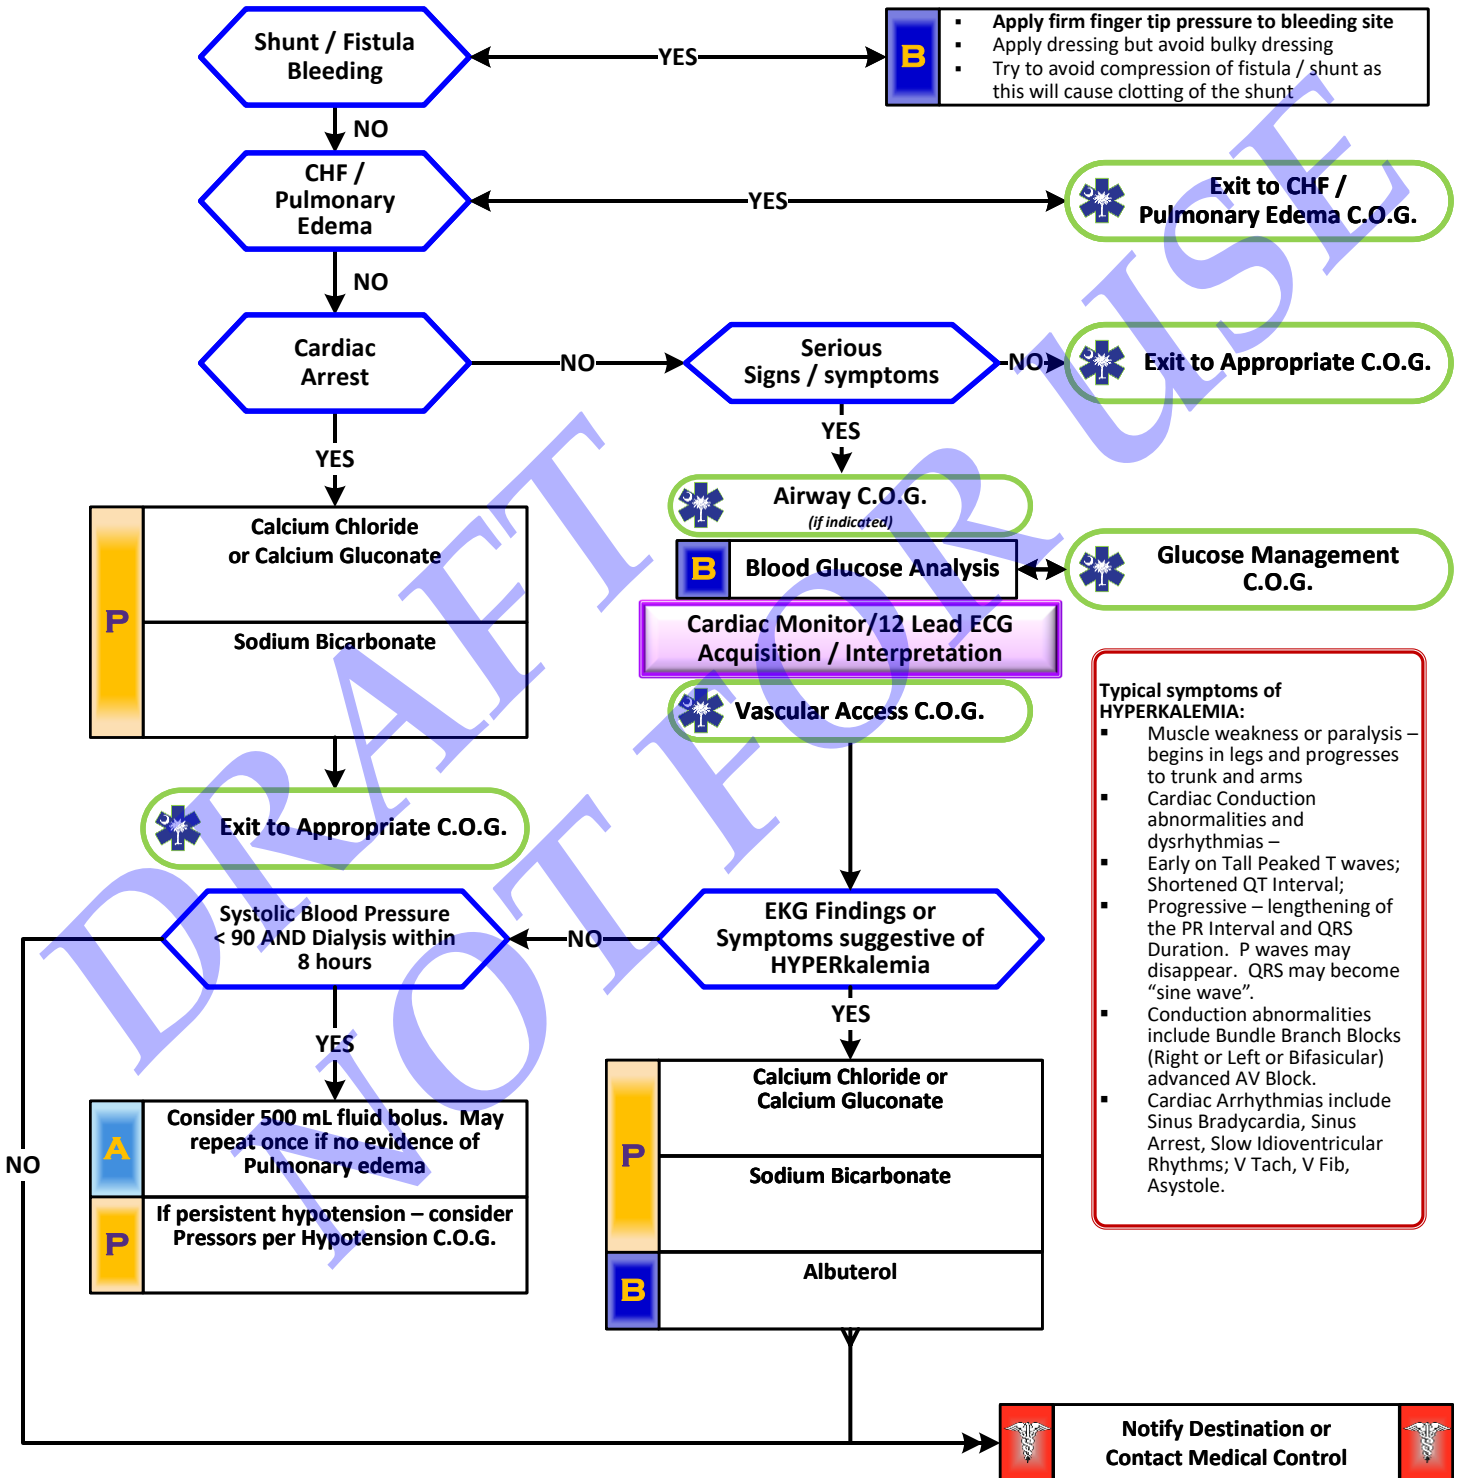 Shunt / Fistula
Bleeding
YES
B
▪ Apply firm finger tip pressure to bleeding site
▪ Apply dressing but avoid bulky dressing
▪ Try to avoid compression of fistula / shunt as
this will cause clotting of the shunt
NO
CHF /
Pulmonary
Edema
YES
Exit to CHF /
Pulmonary Edema C.O.G.
NO
Cardiac
Arrest
NO
Serious
Signs / symptoms
NO
Exit to Appropriate C.O.G.
YES
YES
Airway C.O.G.
(if indicated)
P
Calcium Chloride
or Calcium Gluconate
Sodium Bicarbonate
B
Blood Glucose Analysis
Glucose Management
C.O.G.
Cardiac Monitor/12 Lead ECG
Acquisition / Interpretation
Vascular Access C.O.G.
Typical symptoms of
HYPERKALEMIA:
▪ Muscle weakness or paralysis –
begins in legs and progresses
to trunk and arms
▪ Cardiac Conduction
abnormalities and
dysrhythmias –
▪ Early on Tall Peaked T waves;
Shortened QT Interval;
▪ Progressive – lengthening of
the PR Interval and QRS
Duration. P waves may
disappear. QRS may become
“sine wave”.
▪ Conduction abnormalities
include Bundle Branch Blocks
(Right or Left or Bifasicular)
advanced AV Block.
▪ Cardiac Arrhythmias include
Sinus Bradycardia, Sinus
Arrest, Slow Idioventricular
Rhythms; V Tach, V Fib,
Asystole.
Exit to Appropriate C.O.G.
Systolic Blood Pressure
< 90 AND Dialysis within
8 hours
NO
EKG Findings or
Symptoms suggestive of
HYPERkalemia
YES
YES
NO
A
Consider 500 mL fluid bolus. May
repeat once if no evidence of
Pulmonary edema
P
If persistent hypotension – consider
Pressors per Hypotension C.O.G.
P
Calcium Chloride or
Calcium Gluconate
Sodium Bicarbonate
B
Albuterol
Notify Destination or
Contact Medical Control
DRAFT
NOT FOR USE